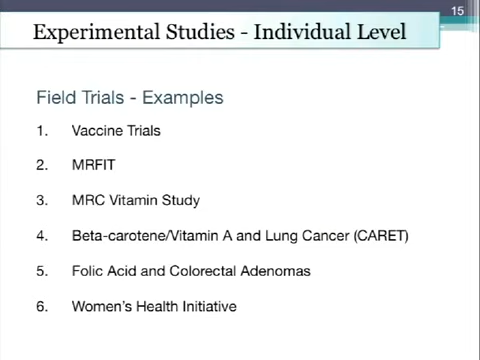 15
Experimental Studies - Individual Level
Field Trials - Examples
1. Vaccine Trials
2. MRFIT
3. MRC Vitamin Study
4. Beta-carotene/Vitamin A and Lung Cancer (CARET)
5. Folic Acid and Colorectal Adenomas
6. Women's Health Initiative